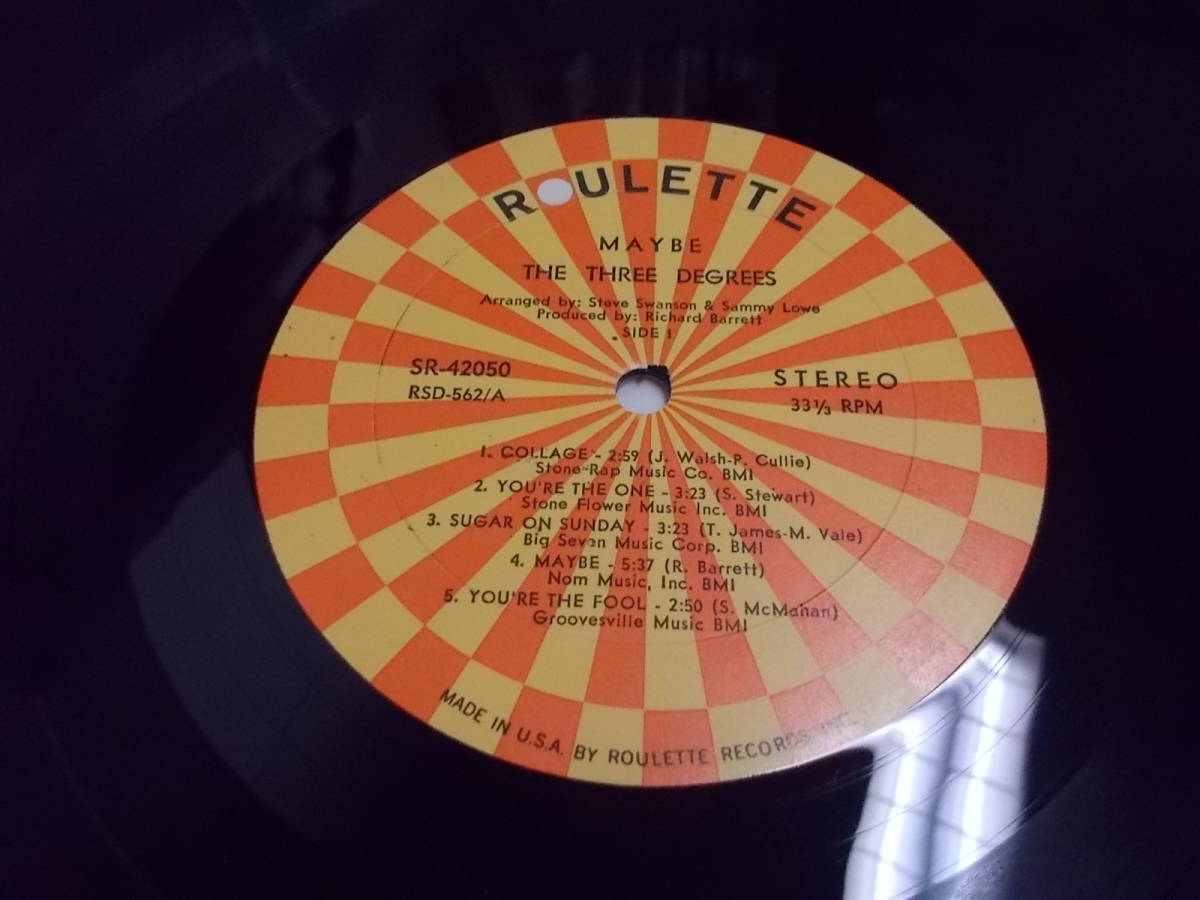 ROULETTE
MAYBE
THE THREE DEGREES
Arranged by: Steve Swanson & Sammy Lowe
Produced by: Richard Barrett
SIDE 1
SR-42050
RSD-562/A
STEREO
33⅓ RPM
1. COLLAGE - 2:59 (J. Walsh-P. Cullie)
Stone-Rap Music Co. BMI
2. YOU'RE THE ONE - 3:23 (S. Stewart)
Stone Flower Music Inc. BMI
3. SUGAR ON SUNDAY - 3:23 (T. James-M. Vale)
Big Seven Music Corp. BMI
4. MAYBE - 5:37 (R. Barrett)
Nom Music, Inc. BMI
5. YOU'RE THE FOOL - 2:50 (S. McMahan)
Groovesville Music BMI
MADE IN U.S.A. BY ROULETTE RECORDS INC.